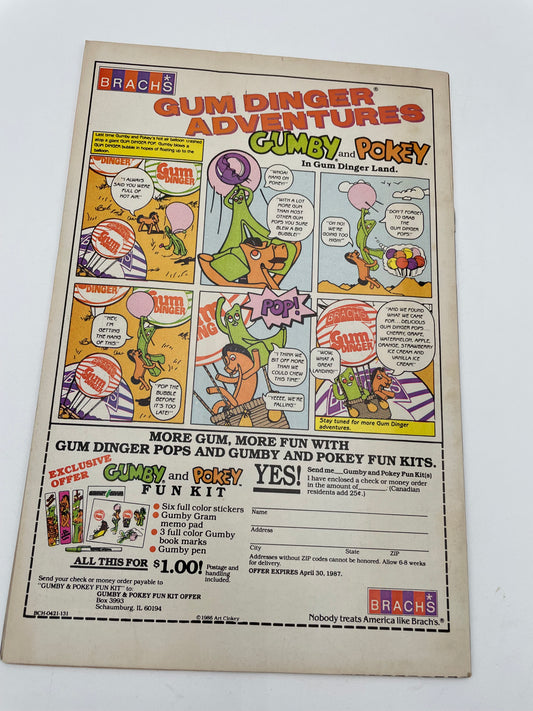 BRACH'S
GUM DINGER®
ADVENTURES
GUMBY and POKEY
In Gum Dinger Land.
Last time Gumby and Pokey's hot air balloon crashed
atop a giant GUM DINGER POP. Gumby blows a
GUM DINGER bubble in hopes of floating up to the
balloon.
"I ALWAYS
SAID YOU WERE
FULL OF
HOT AIR."
Gum
DINGER
Gum
"WHOA!
HANG ON
POKEY!"
"WITH A
LOT MORE
GUM THAN
MOST OTHER
GUM POPS
YOU SURE
BLEW A BIG
BUBBLE!"
"OH NO!
WE'RE
GOING TOO
HIGH!"
"DON'T FORGET
TO GRAB
THE
GUM DINGER
POPS."
"HEY,
I'M
GETTING THE
HANG OF
THIS."
Gum
DINGER
Gum
DINGER
"POP THE
BUBBLE
BEFORE
IT'S TOO
LATE!"
POP!
"I THINK WE
BIT OFF MORE
THAN WE
COULD CHEW
THIS TIME"
"YEEEE, WE'RE
FALLING"
BRACH'S
Gum
DINGER
"WOW,
WHAT A
GREAT
LANDING!"
"AND WE FOUND
WHAT WE CAME
FOR... DELICIOUS
GUM DINGER POPS...
CHERRY, GRAPE,
WATERMELON, APPLE,
ORANGE, STRAWBERRY
ICE CREAM AND
VANILLA ICE
CREAM"
Stay tuned for more Gum Dinger
adventures.
MORE GUM, MORE FUN WITH
GUM DINGER POPS AND GUMBY AND POKEY FUN KITS.
EXCLUSIVE
OFFER
GUMBY and POKEY
FUN KIT
• Six full color stickers
• Gumby Gram
memo pad
• 3 full color Gumby
book marks
• Gumby pen
ALL THIS FOR $1.00! Postage and
handling
included.
Send your check or money order payable to
"GUMBY & POKEY FUN KIT" to:
GUMBY & POKEY FUN KIT OFFER
Box 3993
Schaumburg, IL 60194
YES! Send me___Gumby and Pokey Fun Kit(s)
I have enclosed a check or money order
in the amount of______. (Canadian
residents add 25¢.)
Name
Address
City State ZIP
Addresses without ZIP codes cannot be honored. Allow 6-8 weeks
for delivery.
OFFER EXPIRES April 30, 1987.
BRACH'S
Nobody treats America like Brach's.®
BCH-0421-131
©1986 Art Clokey